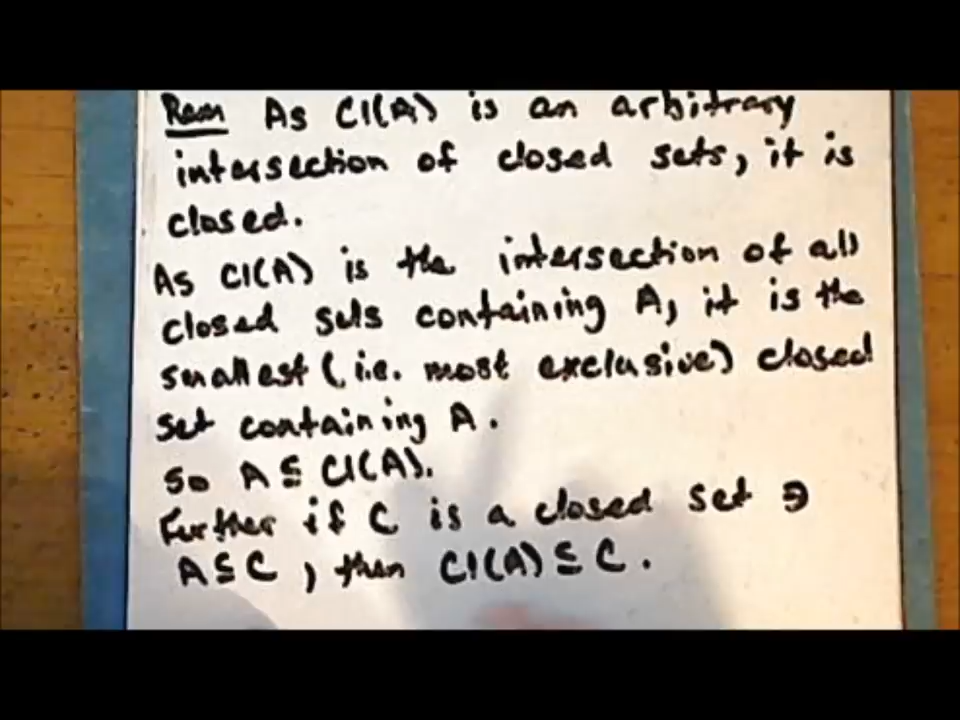 Rem As Cl(A) is an arbitrary
intersection of closed sets, it is
closed.
As Cl(A) is the intersection of all
closed sets containing A, it is the
smallest (i.e. most exclusive) closed
set containing A.
So A ⊆ Cl(A).
Further if C is a closed set ∋
A ⊆ C, then Cl(A) ⊆ C.